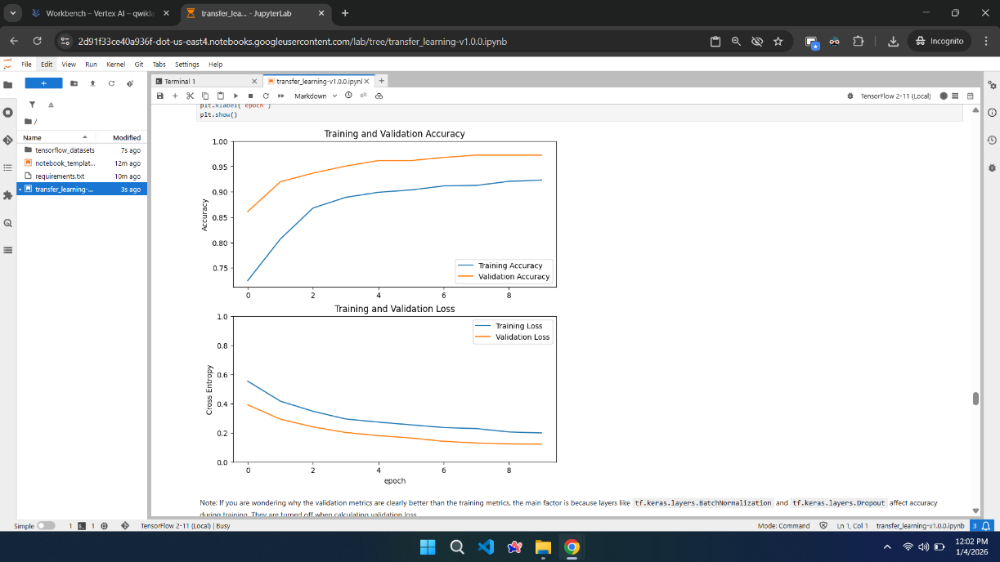 Workbench – Vertex AI – qwikla
transfer_lea... - JupyterLab
2d91f33ce40a936f-dot-us-east4.notebooks.googleusercontent.com/lab/tree/transfer_learning-v1.0.0.ipynb
Incognito
File Edit View Run Kernel Git Tabs Settings Help
Terminal 1
transfer_learning-v1.0.0.ipynl
Markdown
git
TensorFlow 2-11 (Local)
/
Name Modified
tensorflow_datasets 7s ago
notebook_templat... 12m ago
requirements.txt 10m ago
transfer_learning-... 3s ago
plt.xlabel('epoch')
plt.show()
Training and Validation Accuracy
1.00
0.95
0.90
0.85
0.80
0.75
Accuracy
Training Accuracy
Validation Accuracy
0 2 4 6 8
Training and Validation Loss
1.0
0.8
0.6
0.4
0.2
0.0
Cross Entropy
Training Loss
Validation Loss
0 2 4 6 8
epoch
Note: If you are wondering why the validation metrics are clearly better than the training metrics, the main factor is because layers like tf.keras.layers.BatchNormalization and tf.keras.layers.Dropout affect accuracy
during training. They are turned off when calculating validation loss.
Simple 1 1 TensorFlow 2-11 (Local) | Busy Mode: Command Ln 1, Col 1 transfer_learning-v1.0.0.ipynb 3
12:02 PM
1/4/2026